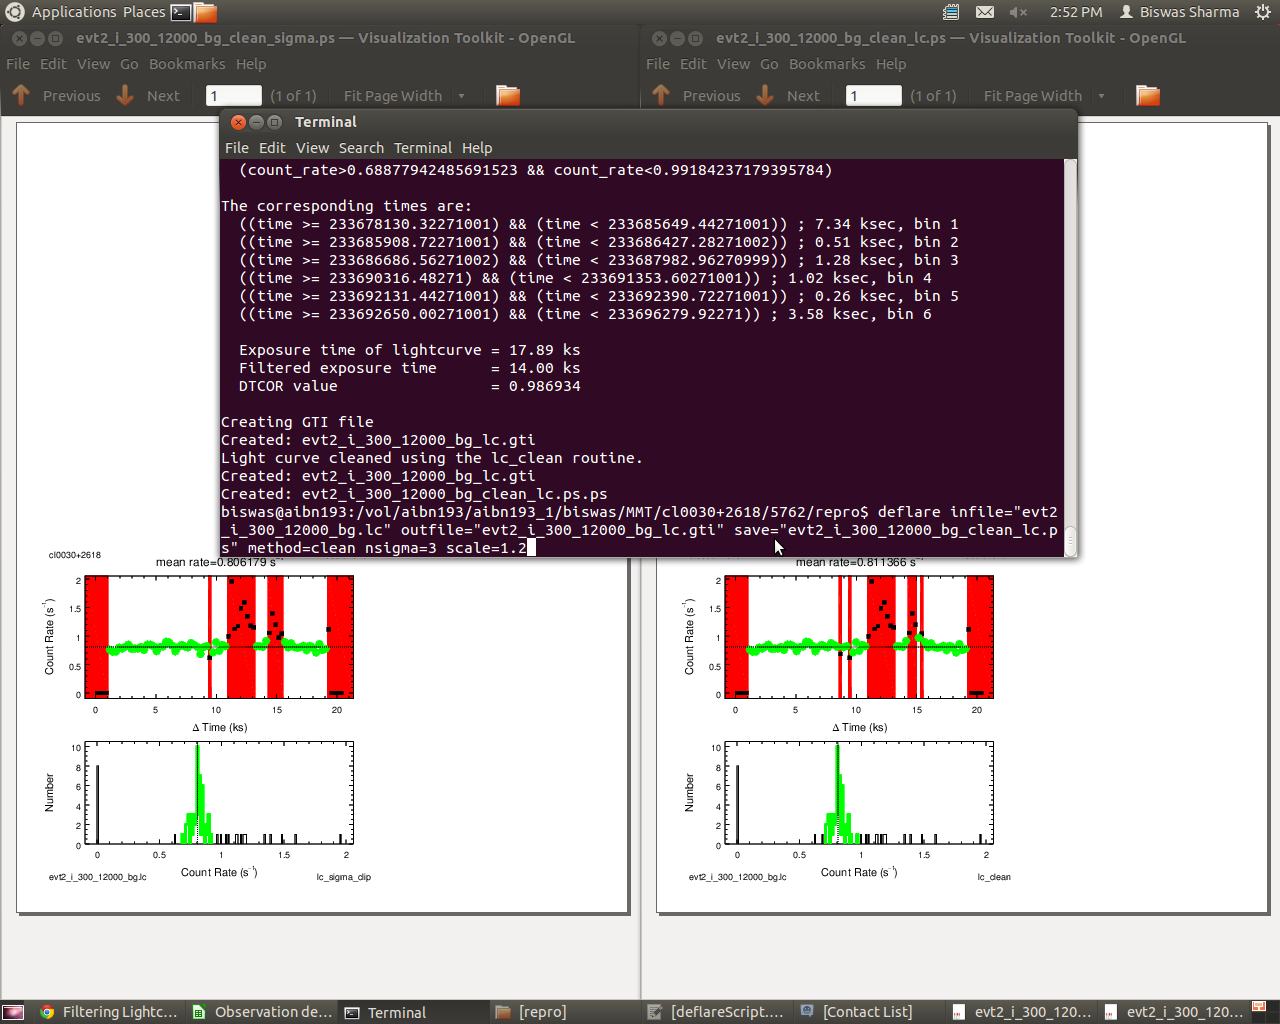 Applications Places 2:52 PM Biswas Sharma
evt2_i_300_12000_bg_clean_sigma.ps — Visualization Toolkit - OpenGL
File Edit View Go Bookmarks Help
Previous Next 1 (1 of 1) Fit Page Width
evt2_i_300_12000_bg_clean_lc.ps — Visualization Toolkit - OpenGL
File Edit View Go Bookmarks Help
Previous Next 1 (1 of 1) Fit Page Width
Terminal
File Edit View Search Terminal Help
(count_rate>0.68877942485691523 && count_rate<0.99184237179395784)
The corresponding times are:
((time >= 233678130.32271001) && (time < 233685649.44271001)) ; 7.34 ksec, bin 1
((time >= 233685908.72271001) && (time < 233686427.28271002)) ; 0.51 ksec, bin 2
((time >= 233686686.56271002) && (time < 233687982.96270999)) ; 1.28 ksec, bin 3
((time >= 233690316.48271) && (time < 233691353.60271001)) ; 1.02 ksec, bin 4
((time >= 233692131.44271001) && (time < 233692390.72271001)) ; 0.26 ksec, bin 5
((time >= 233692650.00271001) && (time < 233696279.92271)) ; 3.58 ksec, bin 6
Exposure time of lightcurve = 17.89 ks
Filtered exposure time = 14.00 ks
DTCOR value = 0.986934
Creating GTI file
Created: evt2_i_300_12000_bg_lc.gti
Light curve cleaned using the lc_clean routine.
Created: evt2_i_300_12000_bg_lc.gti
Created: evt2_i_300_12000_bg_clean_lc.ps.ps
biswas@aibn193:/vol/aibn193/aibn193_1/biswas/MMT/cl0030+2618/5762/repro$ deflare infile="evt2
_i_300_12000_bg.lc" outfile="evt2_i_300_12000_bg_lc.gti" save="evt2_i_300_12000_bg_clean_lc.p
s" method=clean nsigma=3 scale=1.2
cl0030+2618
mean rate=0.806179 s⁻¹
2
1.5
1
0.5
0
Count Rate (s⁻¹)
0 5 10 15 20
Δ Time (ks)
10
8
6
4
2
0
Number
0 0.5 1 1.5 2
Count Rate (s⁻¹)
evt2_i_300_12000_bg.lc lc_sigma_clip
mean rate=0.811366 s⁻¹
2
1.5
1
0.5
0
Count Rate (s⁻¹)
0 5 10 15 20
Δ Time (ks)
10
8
6
4
2
0
Number
0 0.5 1 1.5 2
Count Rate (s⁻¹)
evt2_i_300_12000_bg.lc lc_clean
Filtering Lightc... Observation de... Terminal [repro] [deflareScript.... [Contact List] evt2_i_300_120... evt2_i_300_120...